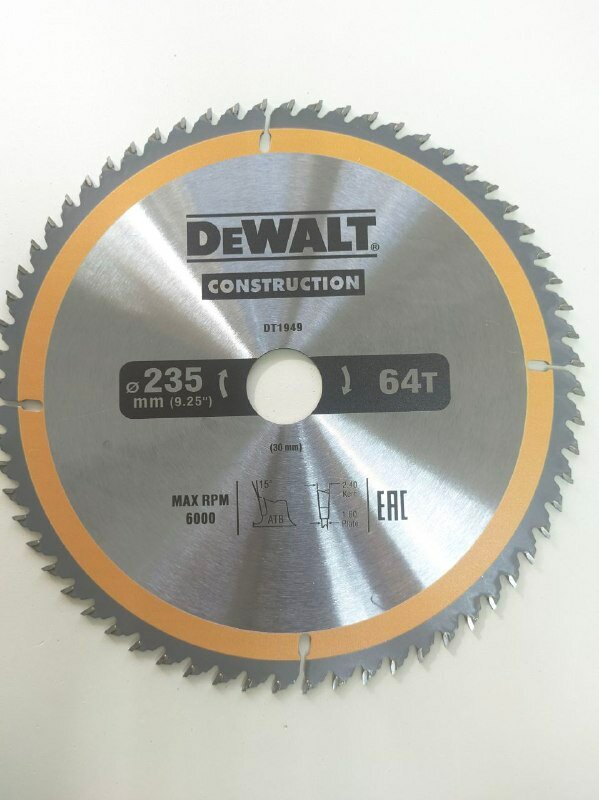 DEWALT®
CONSTRUCTION
DT1949
ø 235
mm (9.25")
64T
(30 mm)
MAX RPM
6000
15°
ATB
2.40
Kerf
1.80
Plate
EAC